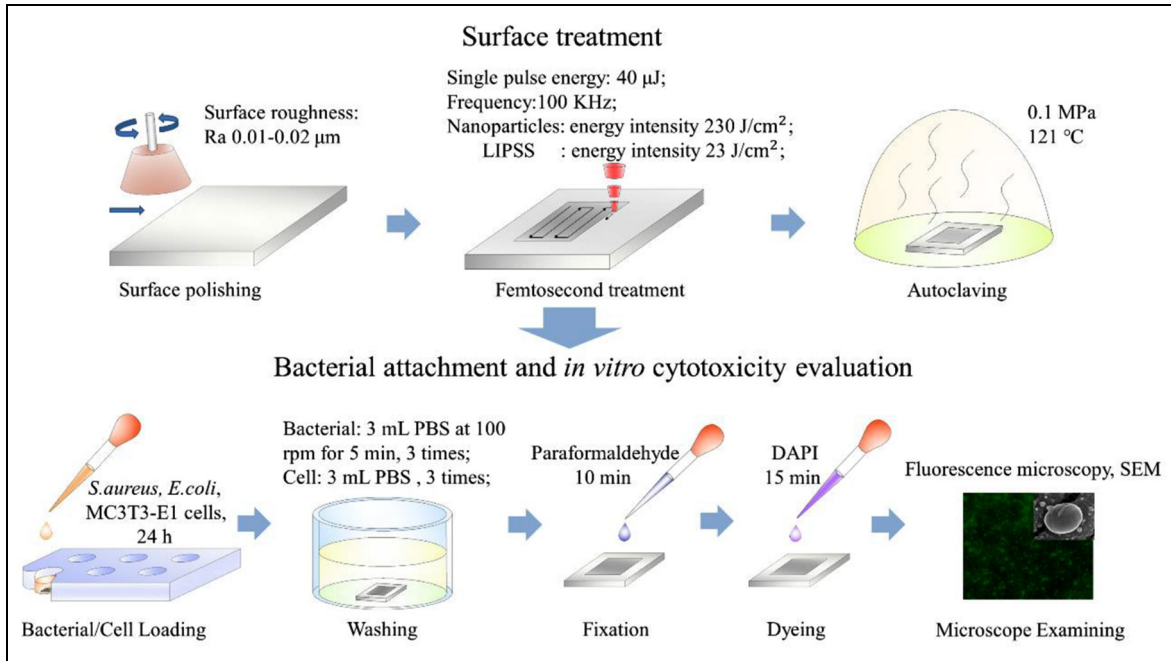 Surface treatment
Surface roughness:
Ra 0.01-0.02 μm
Single pulse energy: 40 μJ;
Frequency:100 KHz;
Nanoparticles: energy intensity 230 J/cm²;
LIPSS : energy intensity 23 J/cm²;
0.1 MPa
121 ℃
Surface polishing
Femtosecond treatment
Autoclaving
Bacterial attachment and in vitro cytotoxicity evaluation
S.aureus, E.coli,
MC3T3-E1 cells,
24 h
Bacterial: 3 mL PBS at 100
rpm for 5 min, 3 times;
Cell: 3 mL PBS , 3 times;
Paraformaldehyde
10 min
DAPI
15 min
Fluorescence microscopy, SEM
Bacterial/Cell Loading
Washing
Fixation
Dyeing
Microscope Examining